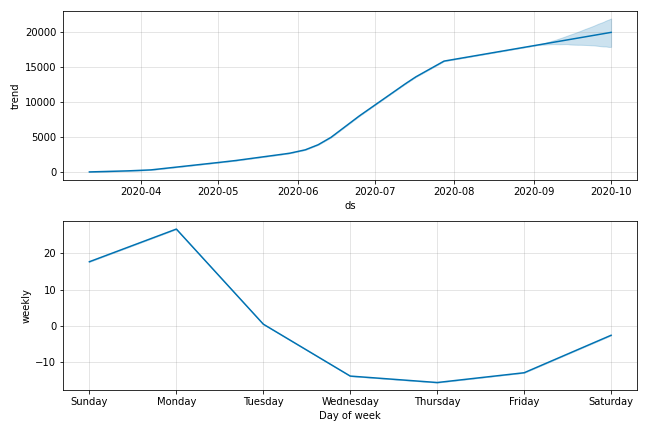 20000
15000
10000
5000
0
trend
2020-04 2020-05 2020-06 2020-07 2020-08 2020-09 2020-10
ds
20
10
0
−10
weekly
Sunday Monday Tuesday Wednesday Thursday Friday Saturday
Day of week